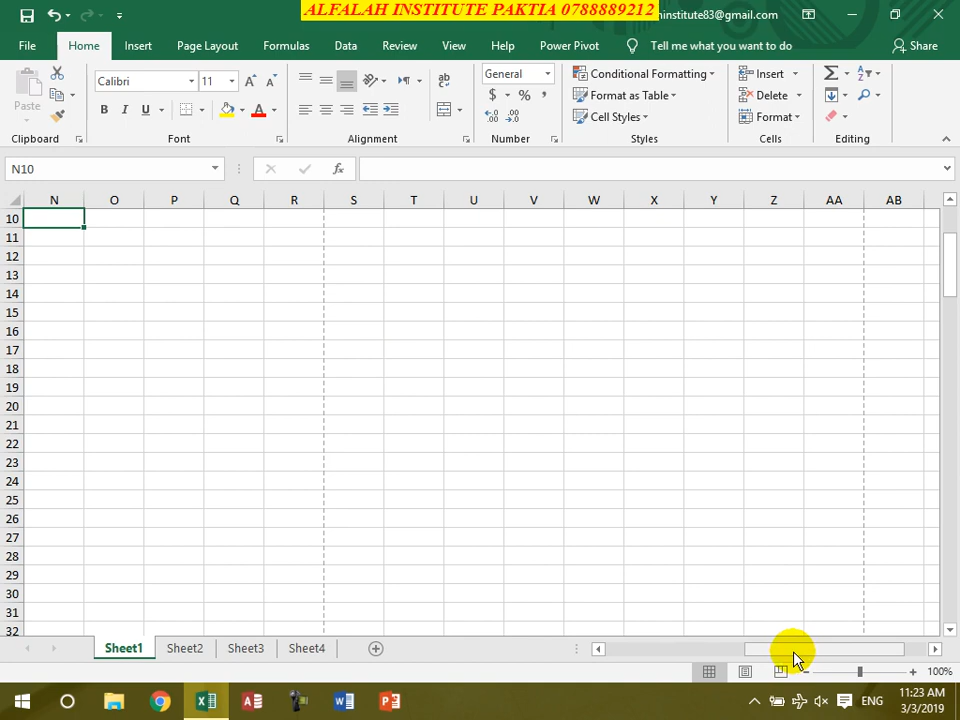 ALFALAH INSTITUTE PAKTIA 0788889212
institute83@gmail.com
File Home Insert Page Layout Formulas Data Review View Help Power Pivot Tell me what you want to do Share
Paste
Calibri 11
General
Conditional Formatting
Format as Table
Cell Styles
Insert
Delete
Format
B I U A
$ % ,
Clipboard Font Alignment Number Styles Cells Editing
N10 fx
N O P Q R S T U V W X Y Z AA AB
10
11
12
13
14
15
16
17
18
19
20
21
22
23
24
25
26
27
28
29
30
31
32
Sheet1 Sheet2 Sheet3 Sheet4
100%
ENG
11:23 AM
3/3/2019